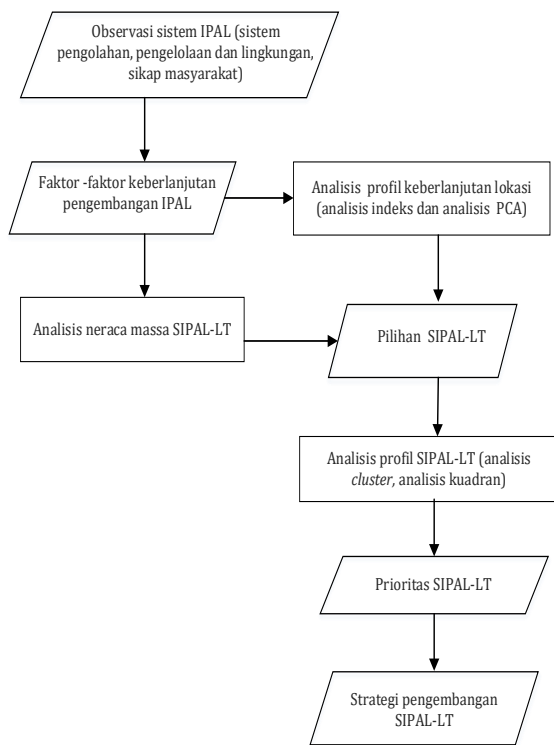 Observasi sistem IPAL (sistem
pengolahan, pengelolaan dan lingkungan,
sikap masyarakat)
Faktor -faktor keberlanjutan
pengembangan IPAL
Analisis profil keberlanjutan lokasi
(analisis indeks dan analisis PCA)
Analisis neraca massa SIPAL-LT
Pilihan SIPAL-LT
Analisis profil SIPAL-LT (analisis
cluster, analisis kuadran)
Prioritas SIPAL-LT
Strategi pengembangan
SIPAL-LT